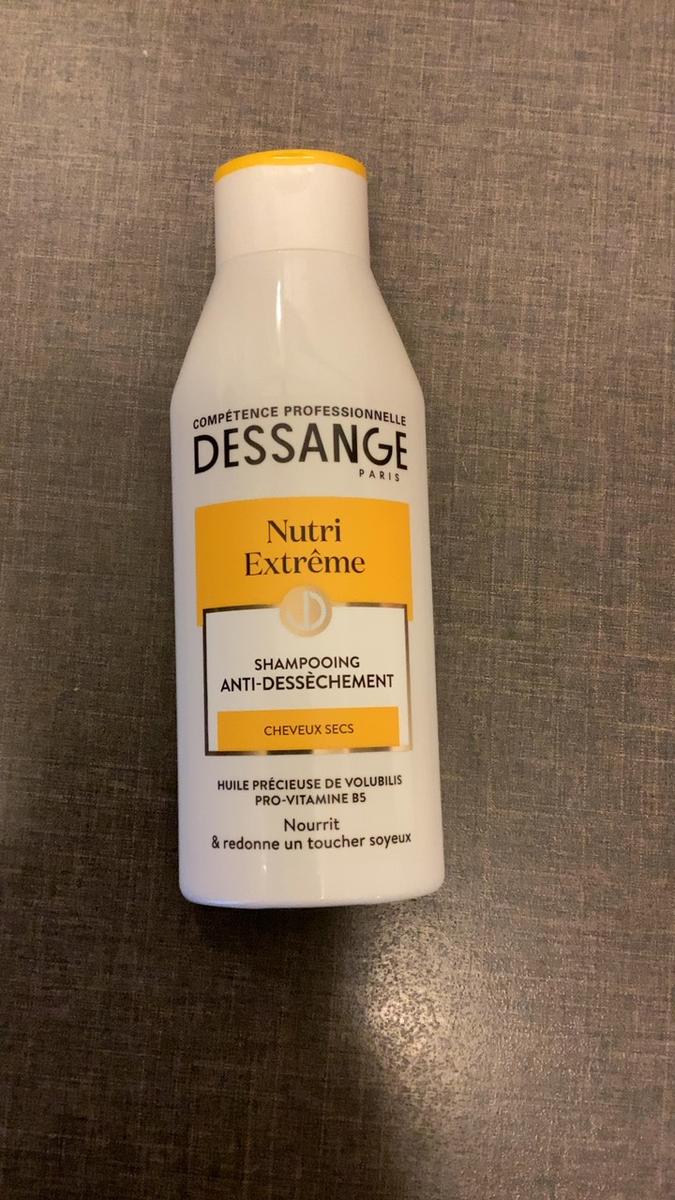 COMPÉTENCE PROFESSIONNELLE
DESSANGE
PARIS
Nutri
Extrême
SHAMPOOING
ANTI-DESSÈCHEMENT
CHEVEUX SECS
HUILE PRÉCIEUSE DE VOLUBILIS
PRO-VITAMINE B5
Nourrit
& redonne un toucher soyeux